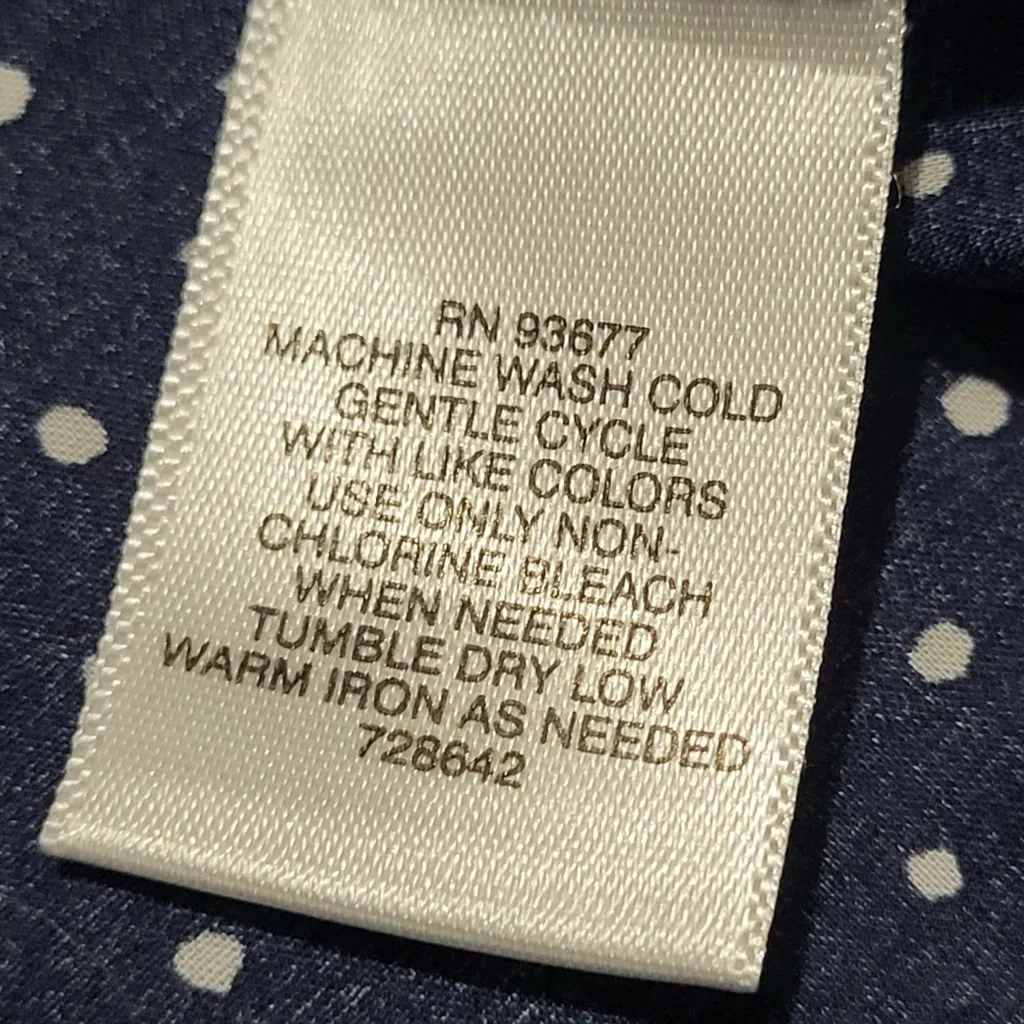 RN 93677
MACHINE WASH COLD
GENTLE CYCLE
WITH LIKE COLORS
USE ONLY NON-
CHLORINE BLEACH
WHEN NEEDED
TUMBLE DRY LOW
WARM IRON AS NEEDED
728642